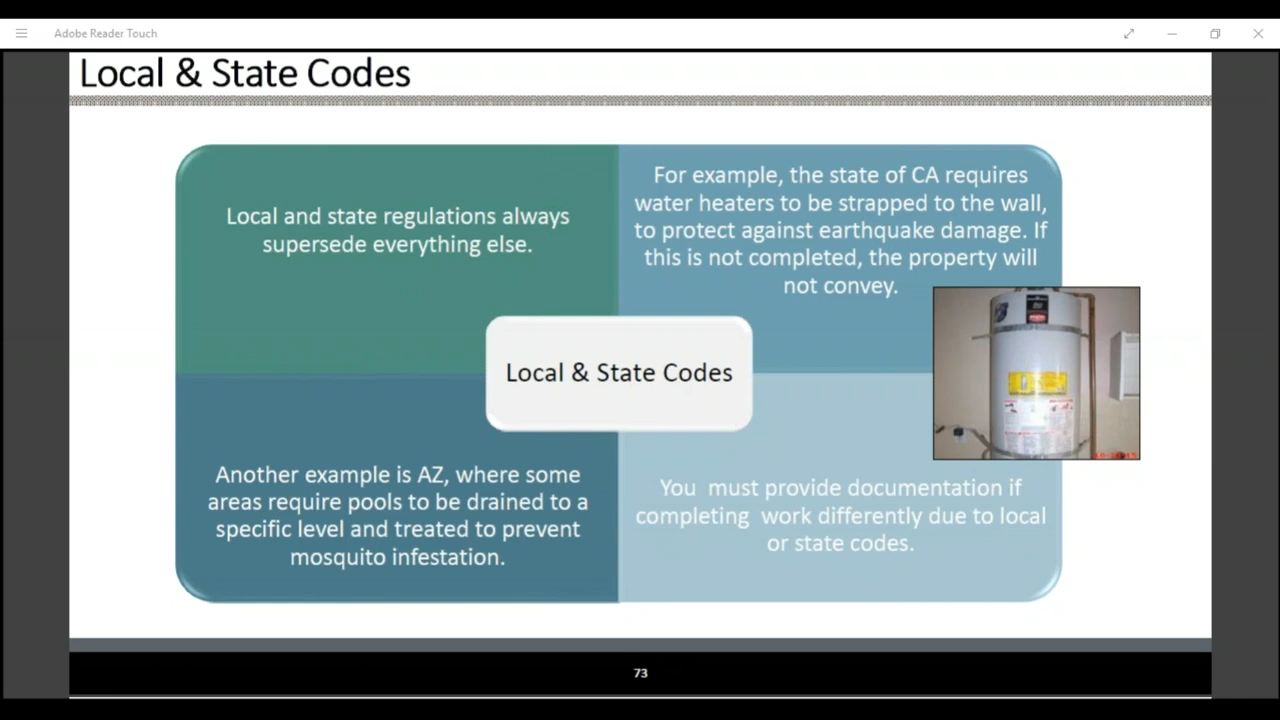 Adobe Reader Touch
Local & State Codes
Local and state regulations always
supersede everything else.
For example, the state of CA requires
water heaters to be strapped to the wall,
to protect against earthquake damage. If
this is not completed, the property will
not convey.
Local & State Codes
Another example is AZ, where some
areas require pools to be drained to a
specific level and treated to prevent
mosquito infestation.
You must provide documentation if
completing work differently due to local
or state codes.
73